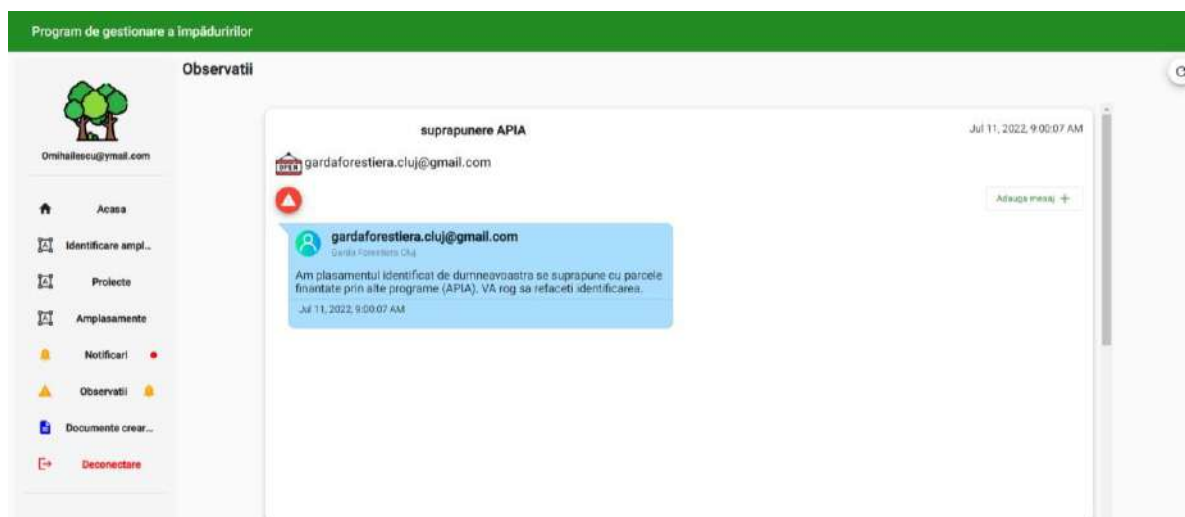 Program de gestionare a împăduririlor
Observatii
0mihailescu@ymail.com
Acasa
Identificare ampl...
Proiecte
Amplasamente
Notificari
Observatii
Documente crear...
Deconectare
suprapunere APIA
Jul 11, 2022, 9:00:07 AM
OPEN
gardaforestiera.cluj@gmail.com
Adauga mesaj +
gardaforestiera.cluj@gmail.com
Garda Forestiera Cluj
Am plasamentul identificat de dumneavoastra se suprapune cu parcele
finantate prin alte programe (APIA). VA rog sa refaceti identificarea.
Jul 11, 2022, 9:00:07 AM